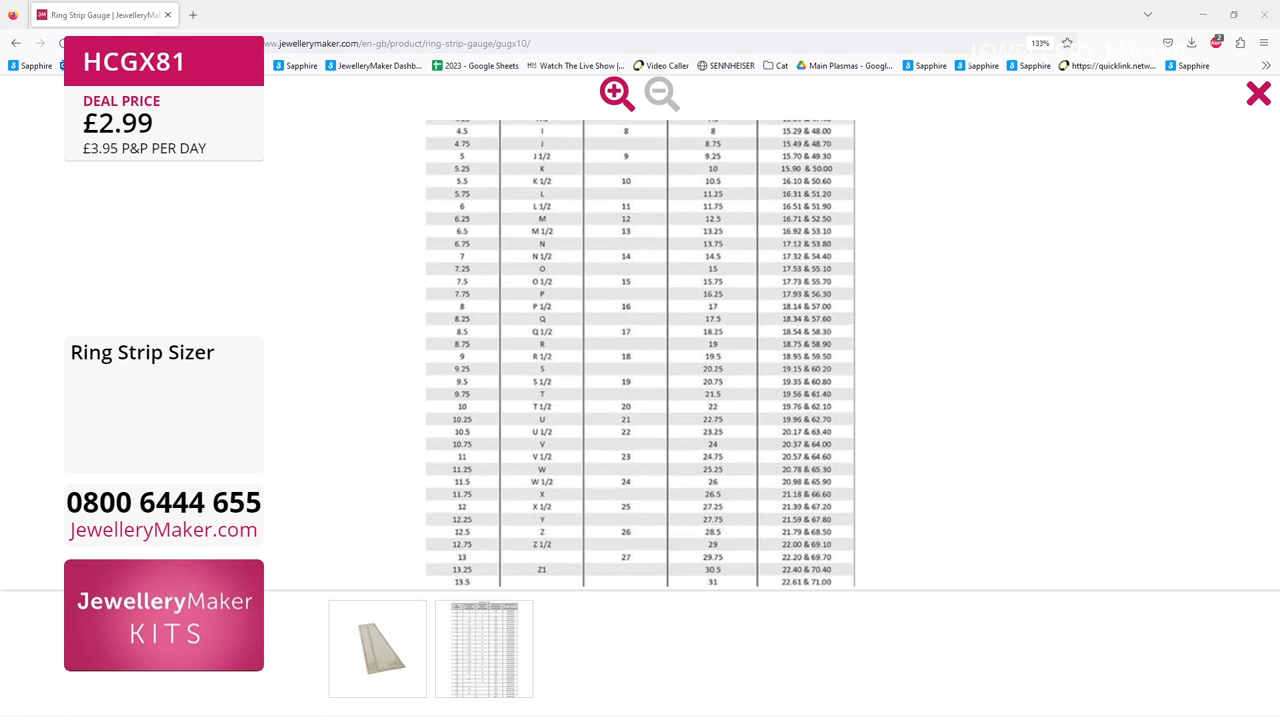 Ring Strip Gauge | JewelleryMa
ww.jewellerymaker.com/en-gb/product/ring-strip-gauge/gugx10/
133%
2
Sapphire
Sapphire
JewelleryMaker Dashb...
2023 - Google Sheets
Watch The Live Show |...
Video Caller
SENNHEISER
Cat
Main Plasmas - Googl...
Sapphire
Sapphire
Sapphire
https://quicklink.netw...
Sapphire
HCGX81
DEAL PRICE
£2.99
£3.95 P&P PER DAY
Ring Strip Sizer
0800 6444 655
JewelleryMaker.com
JewelleryMaker
KITS
4.5 I 8 8 15.29 & 48.00
4.75 J 8.75 15.49 & 48.70
5 J 1/2 9 9.25 15.70 & 49.30
5.25 K 10 15.90 & 50.00
5.5 K 1/2 10 10.5 16.10 & 50.60
5.75 L 11.25 16.31 & 51.20
6 L 1/2 11 11.75 16.51 & 51.90
6.25 M 12 12.5 16.71 & 52.50
6.5 M 1/2 13 13.25 16.92 & 53.10
6.75 N 13.75 17.12 & 53.80
7 N 1/2 14 14.5 17.32 & 54.40
7.25 O 15 17.53 & 55.10
7.5 O 1/2 15 15.75 17.73 & 55.70
7.75 P 16.25 17.93 & 56.30
8 P 1/2 16 17 18.14 & 57.00
8.25 Q 17.5 18.34 & 57.60
8.5 Q 1/2 17 18.25 18.54 & 58.30
8.75 R 19 18.75 & 58.90
9 R 1/2 18 19.5 18.95 & 59.50
9.25 S 20.25 19.15 & 60.20
9.5 S 1/2 19 20.75 19.35 & 60.80
9.75 T 21.5 19.56 & 61.40
10 T 1/2 20 22 19.76 & 62.10
10.25 U 21 22.75 19.96 & 62.70
10.5 U 1/2 22 23.25 20.17 & 63.40
10.75 V 24 20.37 & 64.00
11 V 1/2 23 24.75 20.57 & 64.60
11.25 W 25.25 20.78 & 65.30
11.5 W 1/2 24 26 20.98 & 65.90
11.75 X 26.5 21.18 & 66.60
12 X 1/2 25 27.25 21.39 & 67.20
12.25 Y 27.75 21.59 & 67.80
12.5 Z 26 28.5 21.79 & 68.50
12.75 Z 1/2 29 22.00 & 69.10
13 27 29.75 22.20 & 69.70
13.25 Z1 30.5 22.40 & 70.40
13.5 31 22.61 & 71.00